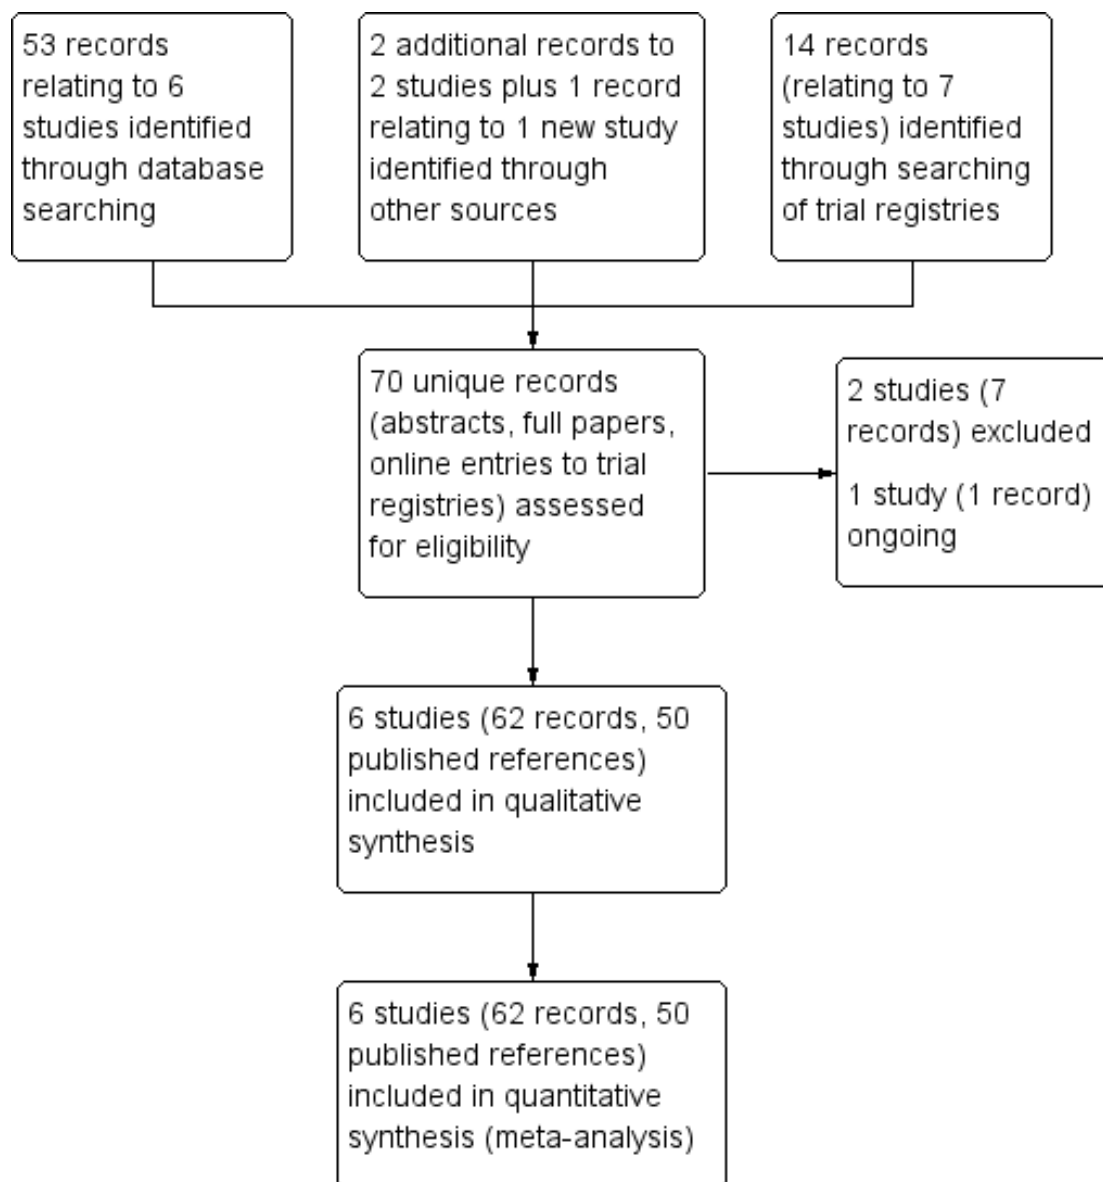 53 records
relating to 6
studies identified
through database
searching
2 additional records to
2 studies plus 1 record
relating to 1 new study
identified through
other sources
14 records
(relating to 7
studies) identified
through searching
of trial registries
70 unique records
(abstracts, full papers,
online entries to trial
registries) assessed
for eligibility
2 studies (7
records) excluded
1 study (1 record)
ongoing
6 studies (62 records, 50
published references)
included in qualitative
synthesis
6 studies (62 records, 50
published references)
included in quantitative
synthesis (meta-analysis)